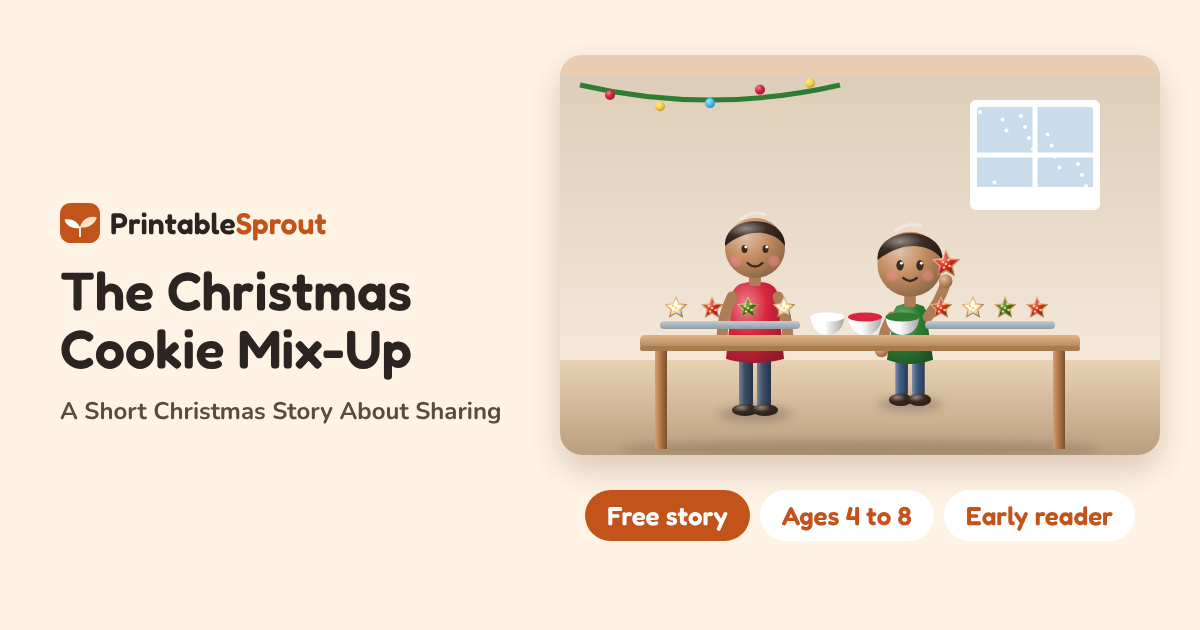 PrintableSprout
The Christmas
Cookie Mix-Up
A Short Christmas Story About Sharing
Free story
Ages 4 to 8
Early reader